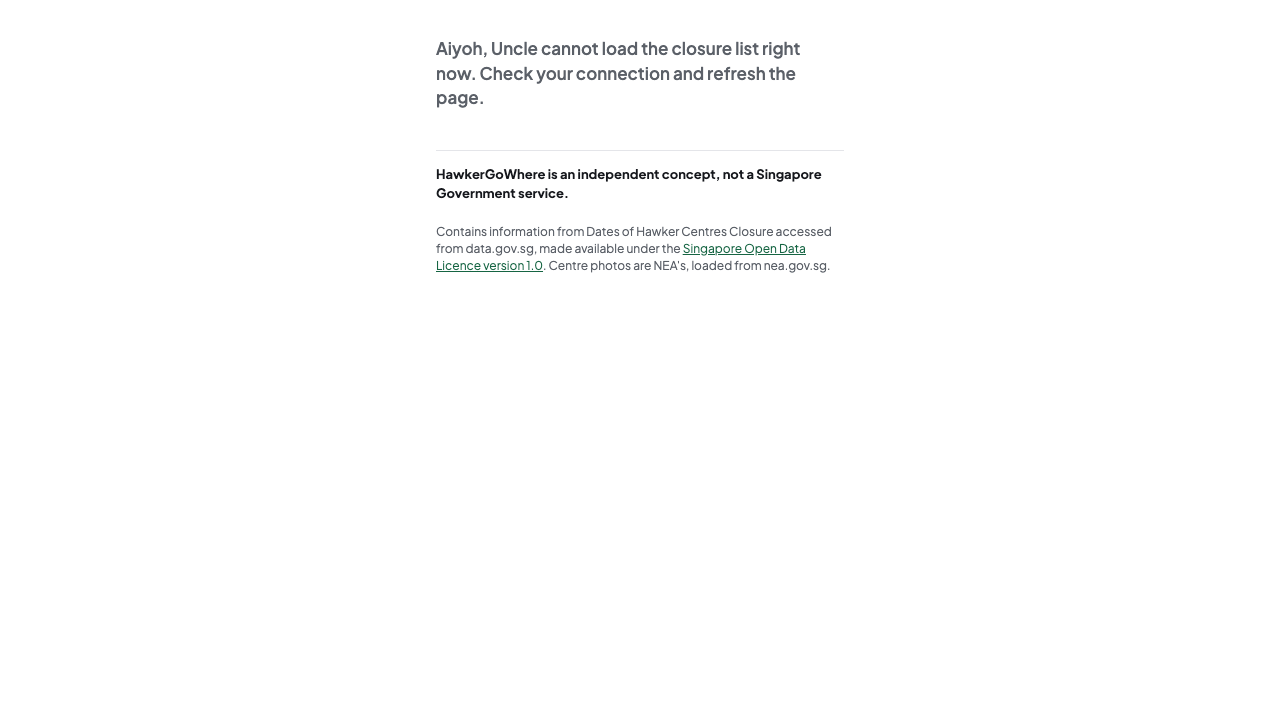 Aiyoh, Uncle cannot load the closure list right
now. Check your connection and refresh the
page.
HawkerGoWhere is an independent concept, not a Singapore
Government service.
Contains information from Dates of Hawker Centres Closure accessed
from data.gov.sg, made available under the Singapore Open Data
Licence version 1.0. Centre photos are NEA's, loaded from nea.gov.sg.